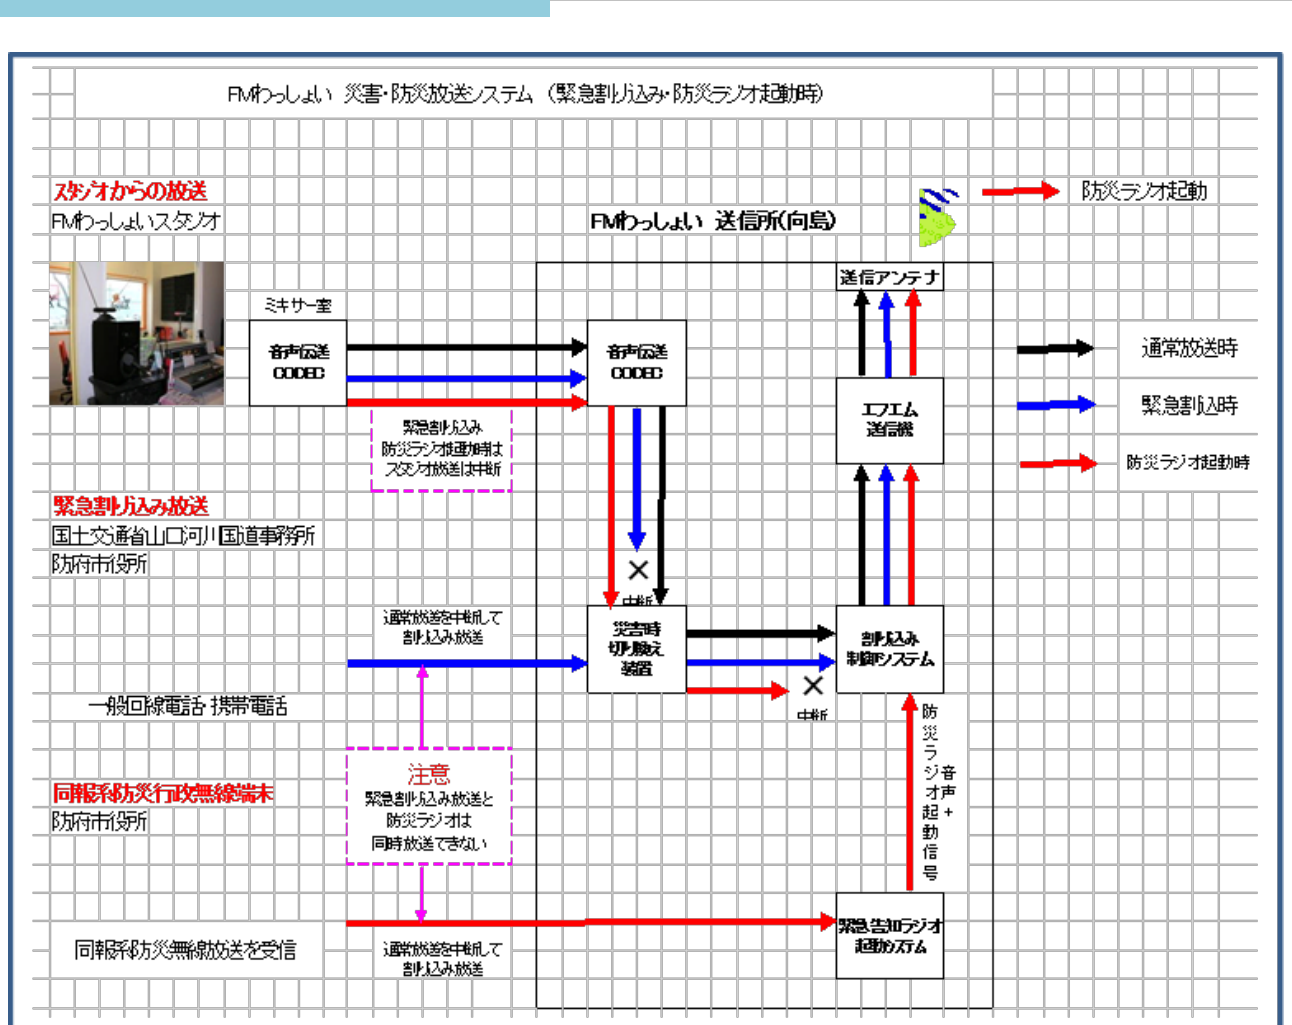 FMわっしょい 災害・防災放送システム （緊急割り込み・防災ラジオ起動時）
スタジオからの放送
FMわっしょいスタジオ
FMわっしょい 送信所(向島)
防災ラジオ起動
送信アンテナ
ミキサー室
音声伝送
CODEC
音声伝送
CODEC
エフエム
送信機
通常放送時
緊急割込時
防災ラジオ起動時
緊急割り込み
防災ラジオ起動時は
スタジオ放送は中断
緊急割り込み放送
国土交通省山口河川国道事務所
防府市役所
中断
通常放送を中断して
割り込み放送
災害時
切り換え
装置
割り込み
制御システム
中断
一般回線電話・携帯電話
防災ラジオ起動信号
音声+
注意
緊急割り込み放送と
防災ラジオは
同時放送できない
同報系防災行政無線端末
防府市役所
緊急告知ラジオ
起動システム
同報系防災無線放送を受信
通常放送を中断して
割り込み放送